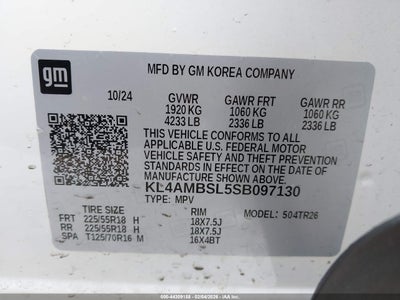 gm
MFD BY GM KOREA COMPANY
10/24 GVWR GAWR FRT GAWR RR
1920 KG 1060 KG 1060 KG
4233 LB 2336 LB 2336 LB
THIS VEHICLE CONFORMS TO ALL
APPLICABLE U.S. FEDERAL MOTOR
VEHICLE SAFETY AND THEFT PREVENTION
STANDARDS IN EFFECT ON THE DATE OF
MANUFACTURE SHOWN ABOVE.
KL4AMBSL5SB097130
TYPE: MPV
TIRE SIZE RIM MODEL: 504TR26
FRT 225/55R18 H 18X7.5J
RR 225/55R18 H 18X7.5J
SPA T125/70R16 M 16X4BT